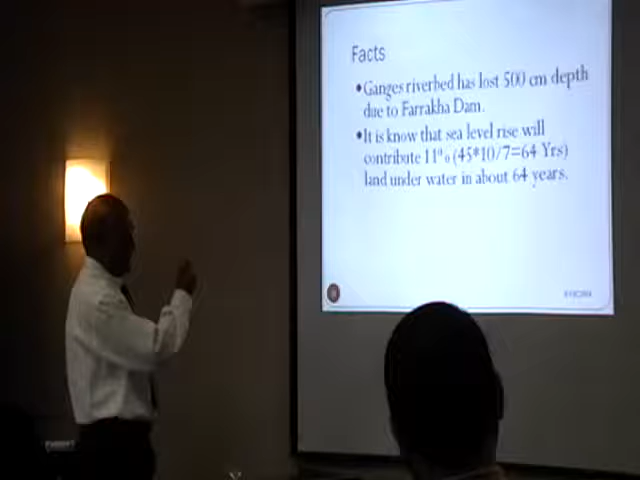 Facts
•Ganges riverbed has lost 500 cm depth
due to Farrakha Dam.
•It is know that sea level rise will
contribute 11% (45*10/7=64 Yrs)
land under water in about 64 years.